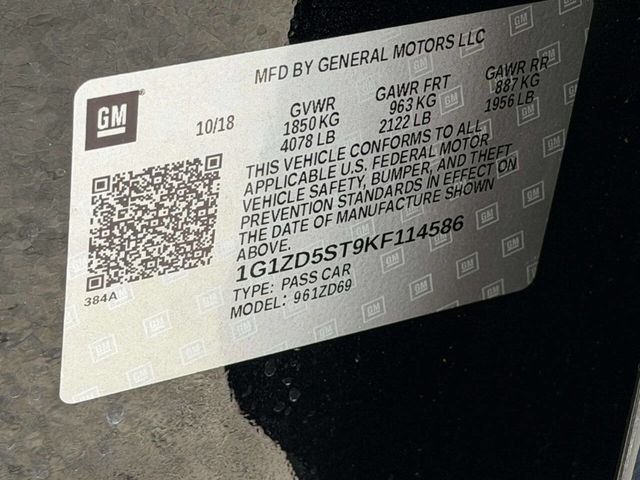 MFD BY GENERAL MOTORS LLC
GM
10/18
GVWR
1850 KG
4078 LB
GAWR FRT
963 KG
2122 LB
GAWR RR
887 KG
1956 LB
THIS VEHICLE CONFORMS TO ALL
APPLICABLE U.S. FEDERAL MOTOR
VEHICLE SAFETY, BUMPER, AND THEFT
PREVENTION STANDARDS IN EFFECT ON
THE DATE OF MANUFACTURE SHOWN
ABOVE.
1G1ZD5ST9KF114586
TYPE: PASS CAR
MODEL: 961ZD69
384A